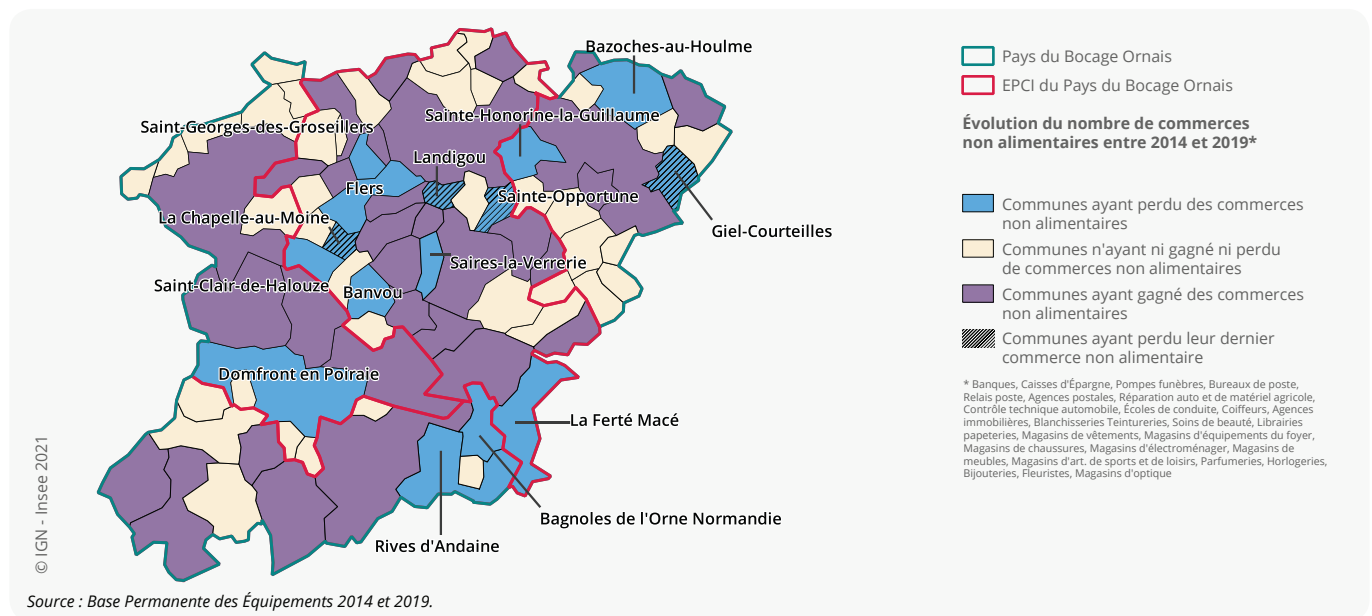 Bazoches-au-Houlme
Sainte-Honorine-la-Guillaume
Saint-Georges-des-Groseillers
Landigou
Flers
Sainte-Opportune
La Chapelle-au-Moine
Giel-Courteilles
Saires-la-Verrerie
Saint-Clair-de-Halouze
Banvou
Domfront en Poiraie
La Ferté Macé
Bagnoles de l'Orne Normandie
Rives d'Andaine
© IGN - Insee 2021
Source : Base Permanente des Équipements 2014 et 2019.
Pays du Bocage Ornais
EPCI du Pays du Bocage Ornais
Évolution du nombre de commerces
non alimentaires entre 2014 et 2019*
Communes ayant perdu des commerces
non alimentaires
Communes n'ayant ni gagné ni perdu
de commerces non alimentaires
Communes ayant gagné des commerces
non alimentaires
Communes ayant perdu leur dernier
commerce non alimentaire
* Banques, Caisses d'Épargne, Pompes funèbres, Bureaux de poste,
Relais poste, Agences postales, Réparation auto et de matériel agricole,
Contrôle technique automobile, Écoles de conduite, Coiffeurs, Agences
immobilières, Blanchisseries Teintureries, Soins de beauté, Librairies
papeteries, Magasins de vêtements, Magasins d'équipements du foyer,
Magasins de chaussures, Magasins d'électroménager, Magasins de
meubles, Magasins d'art. de sports et de loisirs, Parfumeries, Horlogeries,
Bijouteries, Fleuristes, Magasins d'optique